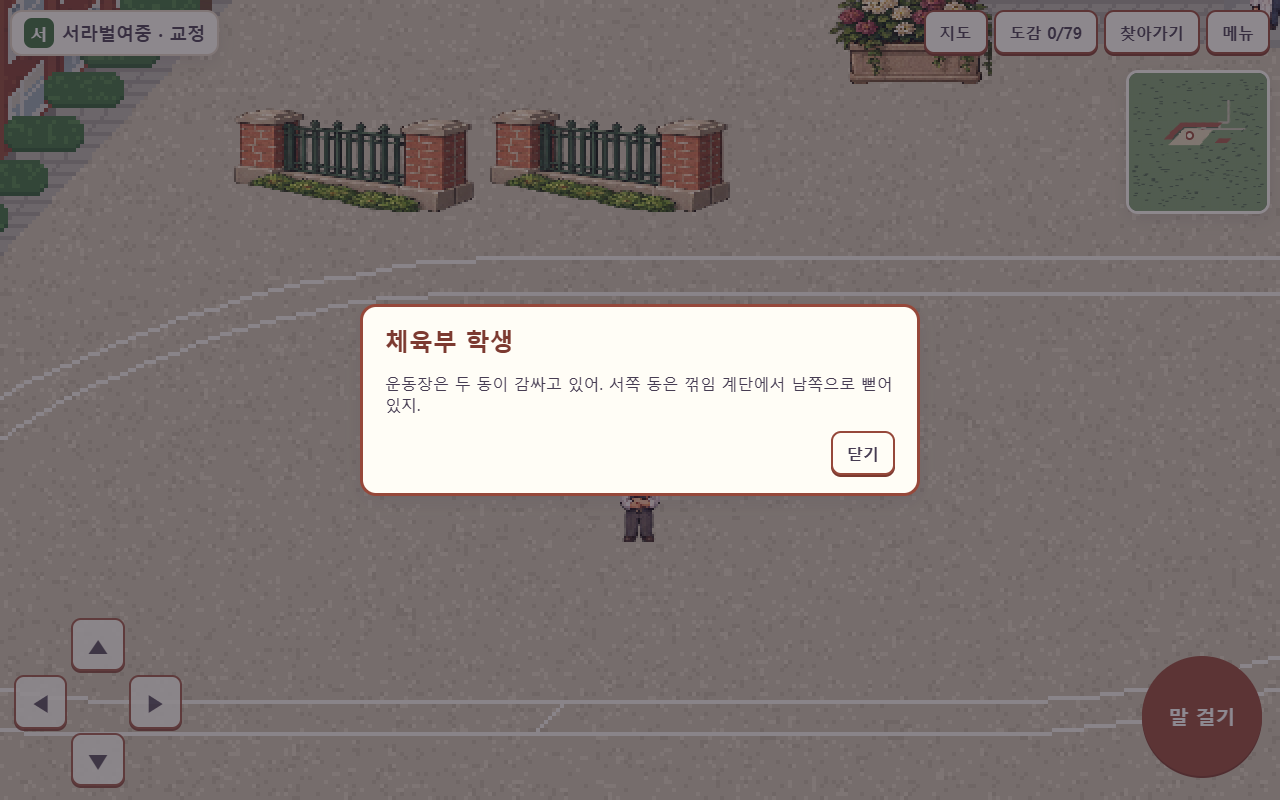 서 서라벌여중 · 교정
지도
도감 0/79
찾아가기
메뉴
체육부 학생
운동장은 두 동이 감싸고 있어. 서쪽 동은 꺾임 계단에서 남쪽으로 뻗어
있지.
닫기
말 걸기